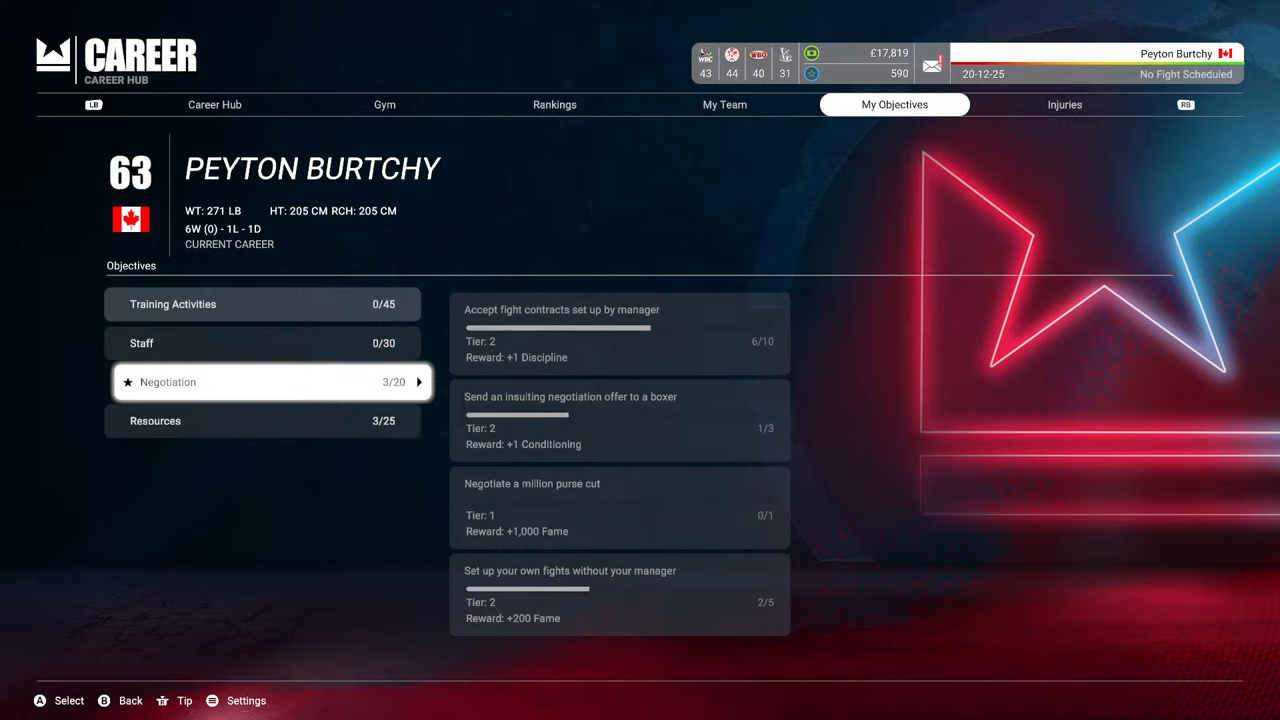 CAREER
CAREER HUB
WBC
WBO
43
44
40
31
£17,819
590
Peyton Burtchy
20-12-25
No Fight Scheduled
LB
Career Hub
Gym
Rankings
My Team
My Objectives
Injuries
RB
63
PEYTON BURTCHY
WT: 271 LB HT: 205 CM RCH: 205 CM
6W (0) - 1L - 1D
CURRENT CAREER
Objectives
Training Activities 0/45
Staff 0/30
Negotiation 3/20
Resources 3/25
Accept fight contracts set up by manager
Tier: 2 6/10
Reward: +1 Discipline
Send an insulting negotiation offer to a boxer
Tier: 2 1/3
Reward: +1 Conditioning
Negotiate a million purse cut
Tier: 1 0/1
Reward: +1,000 Fame
Set up your own fights without your manager
Tier: 2 2/5
Reward: +200 Fame
A Select B Back Tip Settings